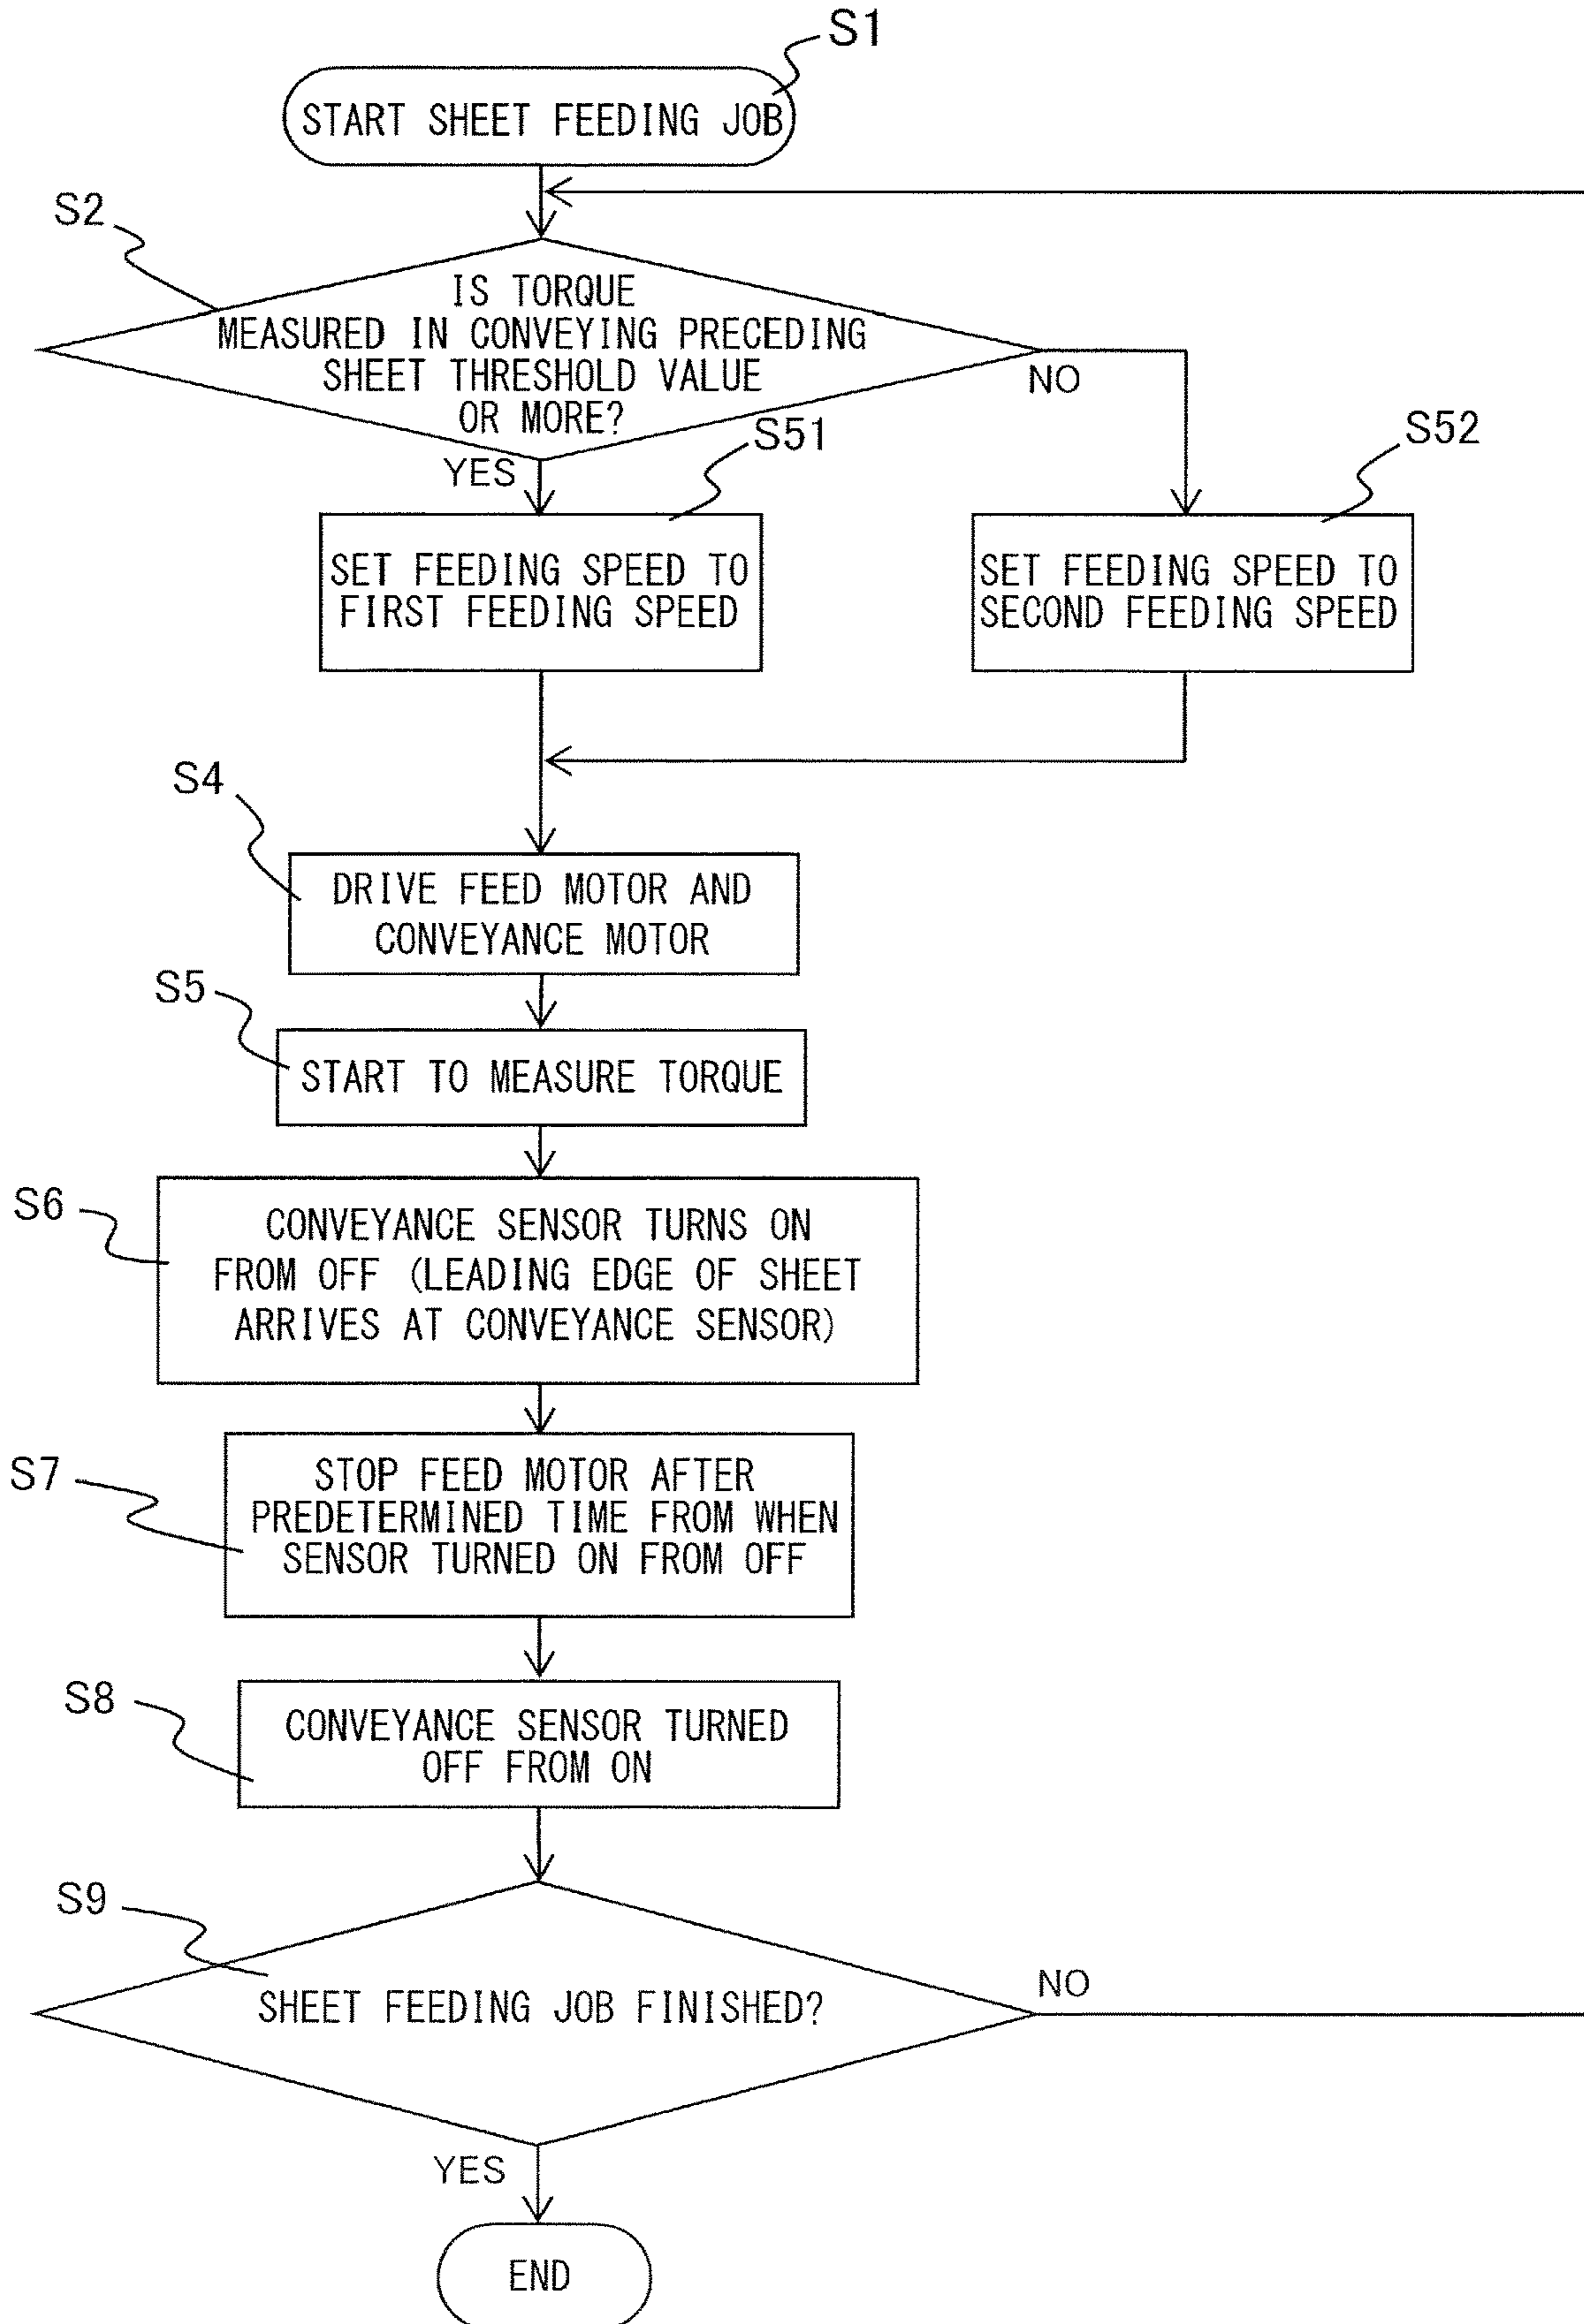 S1
START SHEET FEEDING JOB
S2
IS TORQUE
MEASURED IN CONVEYING PRECEDING
SHEET THRESHOLD VALUE
OR MORE?
NO
YES
S51
S52
SET FEEDING SPEED TO
FIRST FEEDING SPEED
SET FEEDING SPEED TO
SECOND FEEDING SPEED
S4
DRIVE FEED MOTOR AND
CONVEYANCE MOTOR
S5
START TO MEASURE TORQUE
S6
CONVEYANCE SENSOR TURNS ON
FROM OFF (LEADING EDGE OF SHEET
ARRIVES AT CONVEYANCE SENSOR)
S7
STOP FEED MOTOR AFTER
PREDETERMINED TIME FROM WHEN
SENSOR TURNED ON FROM OFF
S8
CONVEYANCE SENSOR TURNED
OFF FROM ON
S9
SHEET FEEDING JOB FINISHED?
NO
YES
END